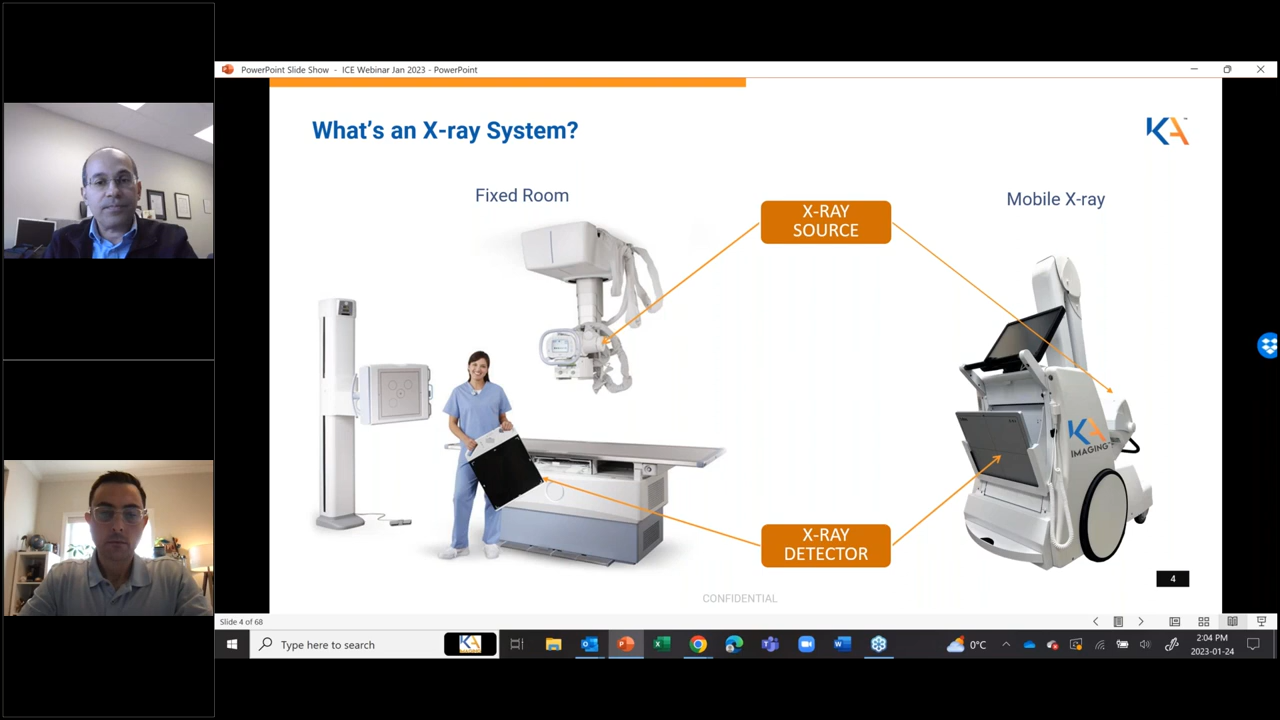 PowerPoint Slide Show - ICE Webinar Jan 2023 - PowerPoint
What's an X-ray System?
KA
Fixed Room
X-RAY
SOURCE
Mobile X-ray
KA
IMAGING
X-RAY
DETECTOR
4
CONFIDENTIAL
Slide 4 of 68
Type here to search
KA
0°C
2:04 PM
2023-01-24